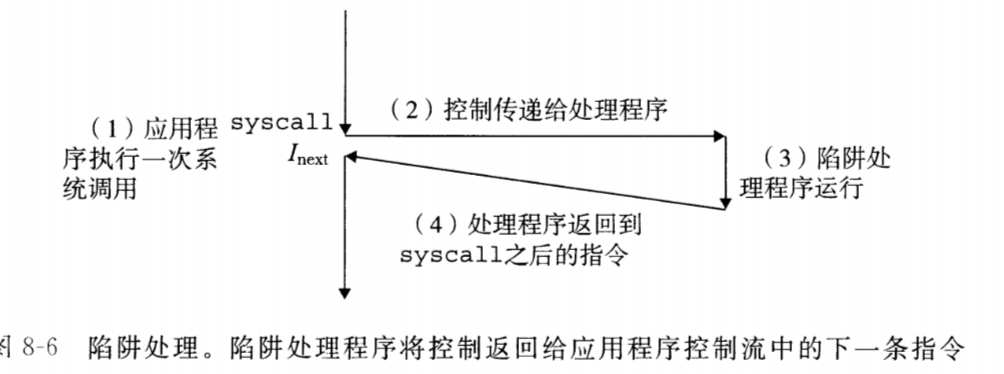 （2）控制传递给处理程序
（1）应用程
序执行一次系
统调用
syscall
Inext
（3）陷阱处
理程序运行
（4）处理程序返回到
syscall之后的指令
图 8-6 陷阱处理。陷阱处理程序将控制返回给应用程序控制流中的下一条指令